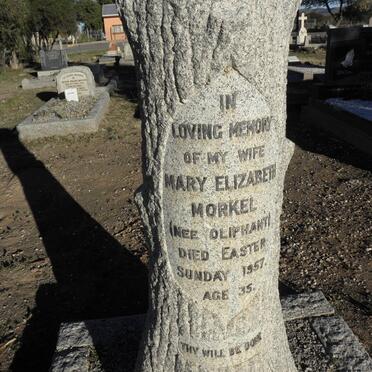 IN
LOVING MEMORY
OF MY WIFE
MARY ELIZABETH
MORKEL
(NEE OLIPHANT)
DIED EASTER
SUNDAY 1957.
AGE 35.
THY WILL BE DONE